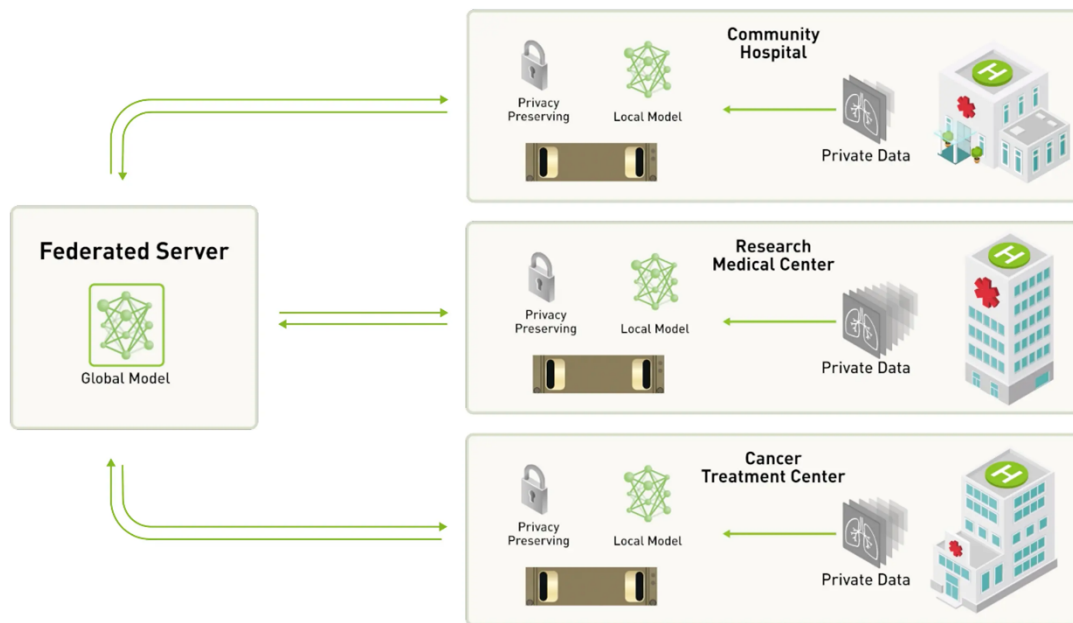 Community
Hospital
Privacy
Preserving
Local Model
Private Data
H
Federated Server
Global Model
Research
Medical Center
Privacy
Preserving
Local Model
Private Data
H
Cancer
Treatment Center
Privacy
Preserving
Local Model
Private Data
H